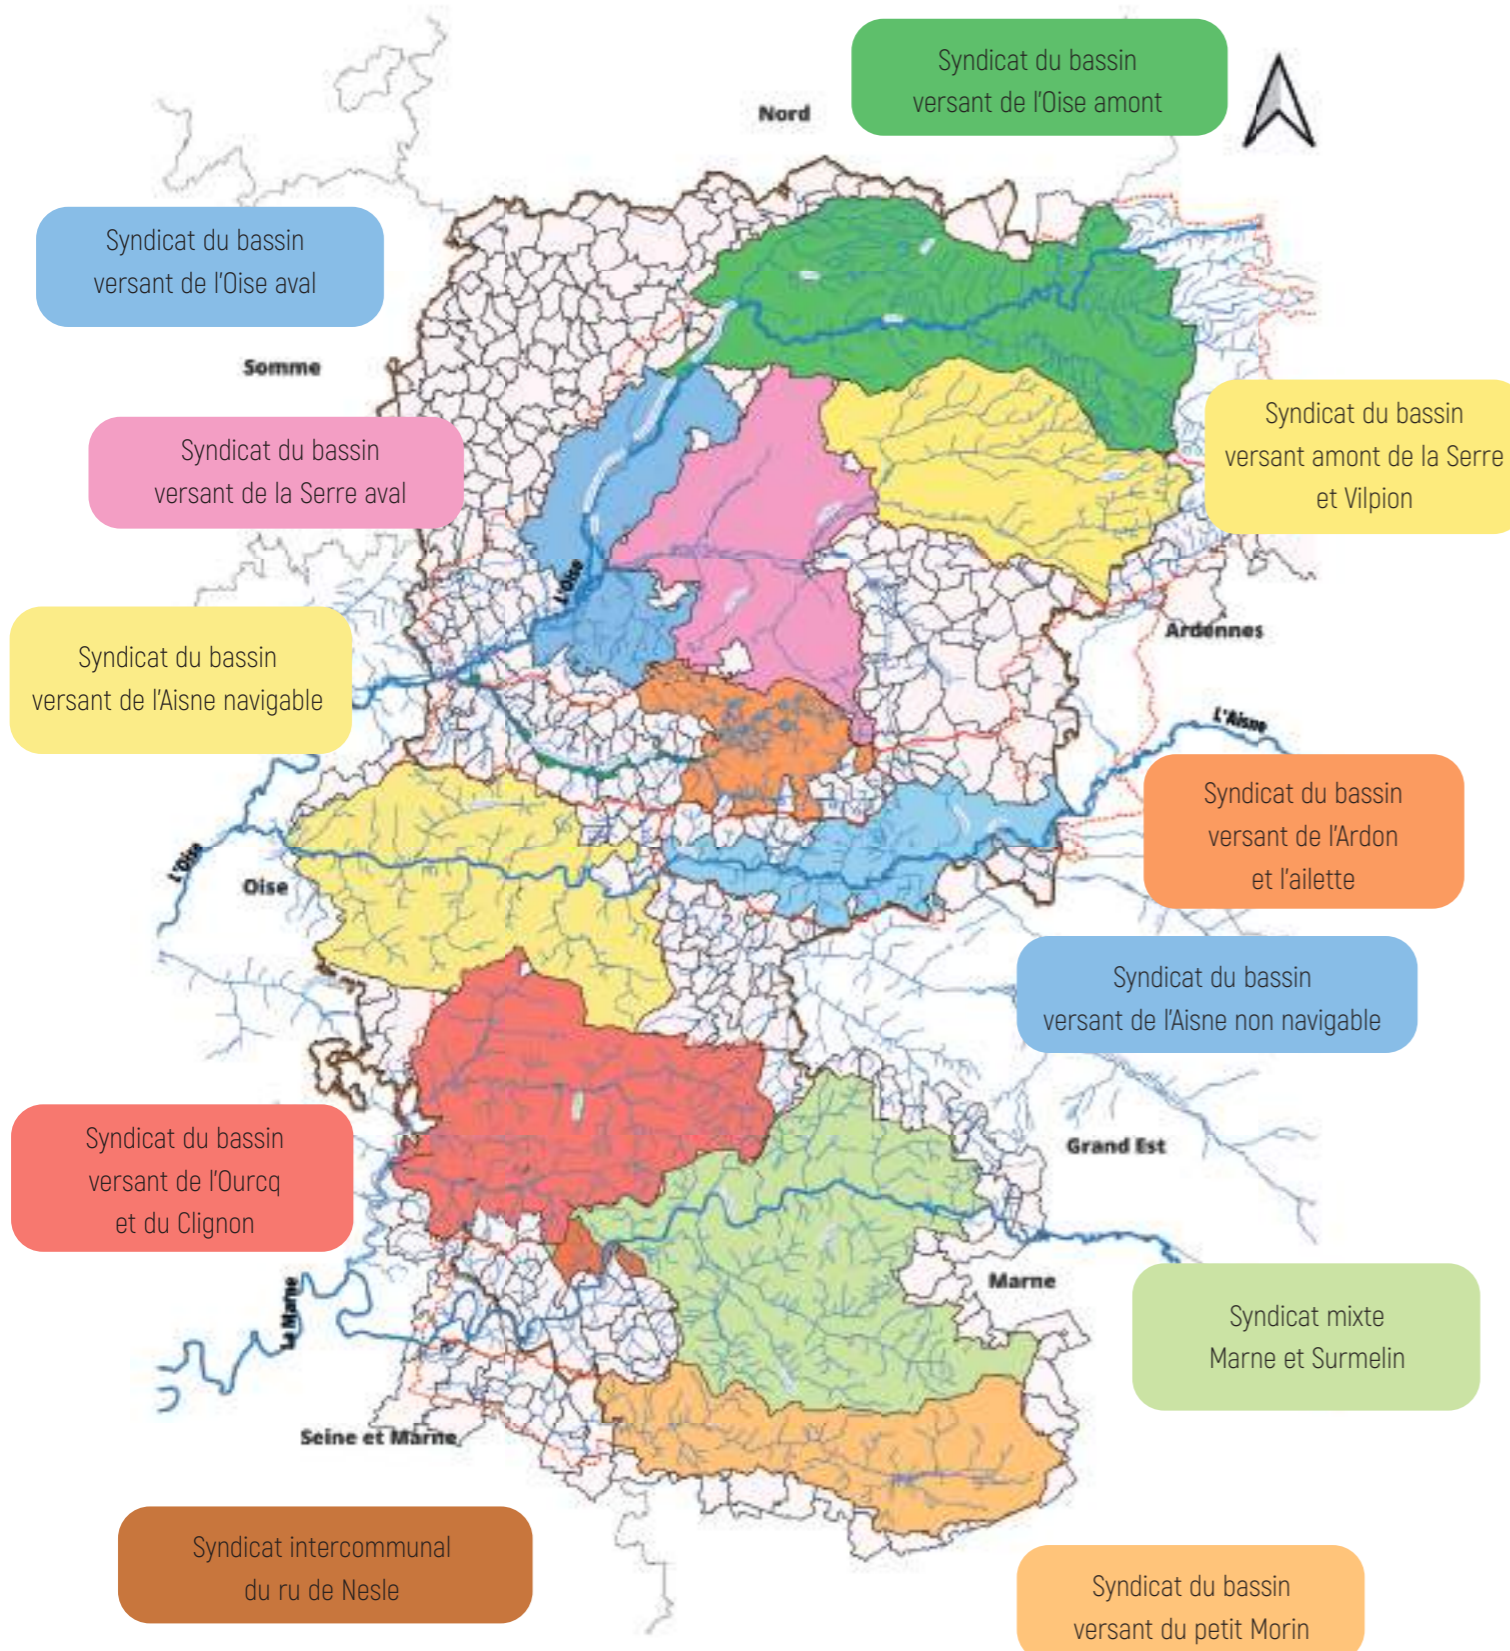 Syndicat du bassin
versant de l'Oise amont
Nord
Syndicat du bassin
versant de l'Oise aval
Somme
Syndicat du bassin
versant amont de la Serre
et Vilpion
Syndicat du bassin
versant de la Serre aval
L'Oise
Ardennes
Syndicat du bassin
versant de l'Aisne navigable
L'Aisne
Syndicat du bassin
versant de l'Ardon
et l'ailette
L'Oise
Oise
Syndicat du bassin
versant de l'Aisne non navigable
Syndicat du bassin
versant de l'Ourcq
et du Clignon
Grand Est
Marne
La Marne
Syndicat mixte
Marne et Surmelin
Seine et Marne
Syndicat intercommunal
du ru de Nesle
Syndicat du bassin
versant du petit Morin